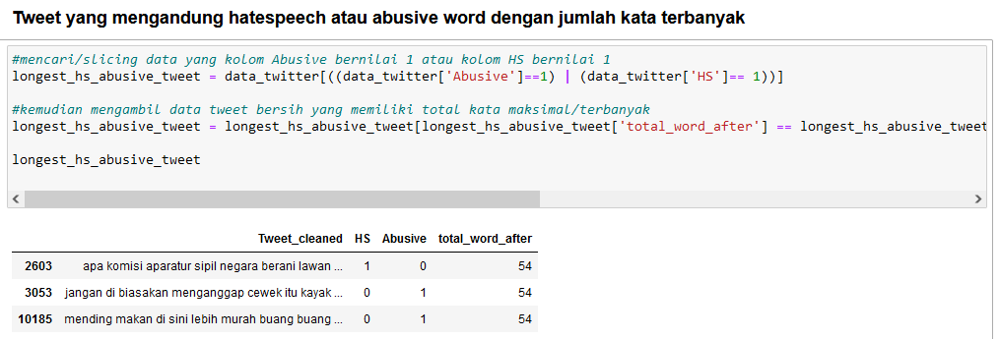 Tweet yang mengandung hatespeech atau abusive word dengan jumlah kata terbanyak
#mencari/slicing data yang kolom Abusive bernilai 1 atau kolom HS bernilai 1
longest_hs_abusive_tweet = data_twitter[((data_twitter['Abusive']==1) | (data_twitter['HS']== 1))]
#kemudian mengambil data tweet bersih yang memiliki total kata maksimal/terbanyak
longest_hs_abusive_tweet = longest_hs_abusive_tweet[longest_hs_abusive_tweet['total_word_after'] == longest_hs_abusive_tweet
longest_hs_abusive_tweet
Tweet_cleaned HS Abusive total_word_after
2603 apa komisi aparatur sipil negara berani lawan ... 1 0 54
3053 jangan di biasakan menganggap cewek itu kayak ... 0 1 54
10185 mending makan di sini lebih murah buang buang ... 0 1 54